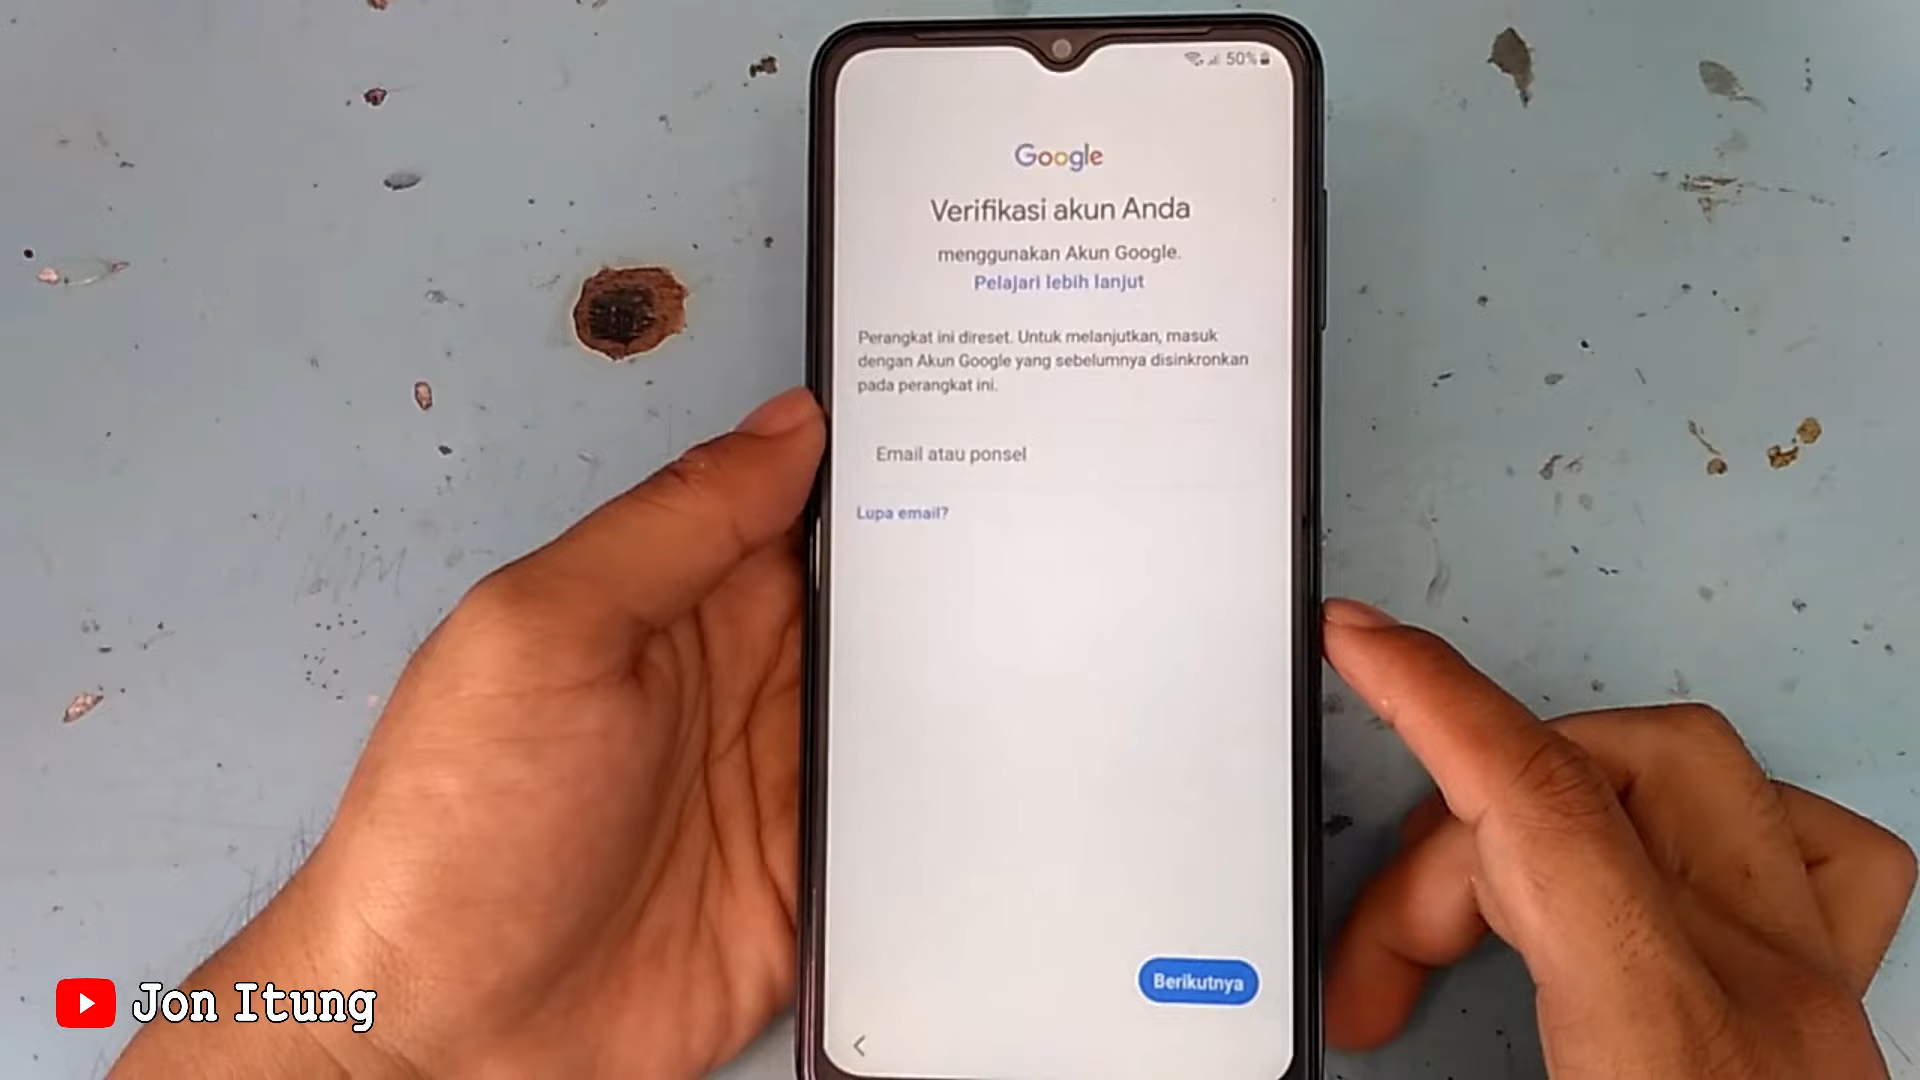 50%
Google
Verifikasi akun Anda
menggunakan Akun Google.
Pelajari lebih lanjut
Perangkat ini direset. Untuk melanjutkan, masuk
dengan Akun Google yang sebelumnya disinkronkan
pada perangkat ini.
Email atau ponsel
Lupa email?
Berikutnya
Jon Itung